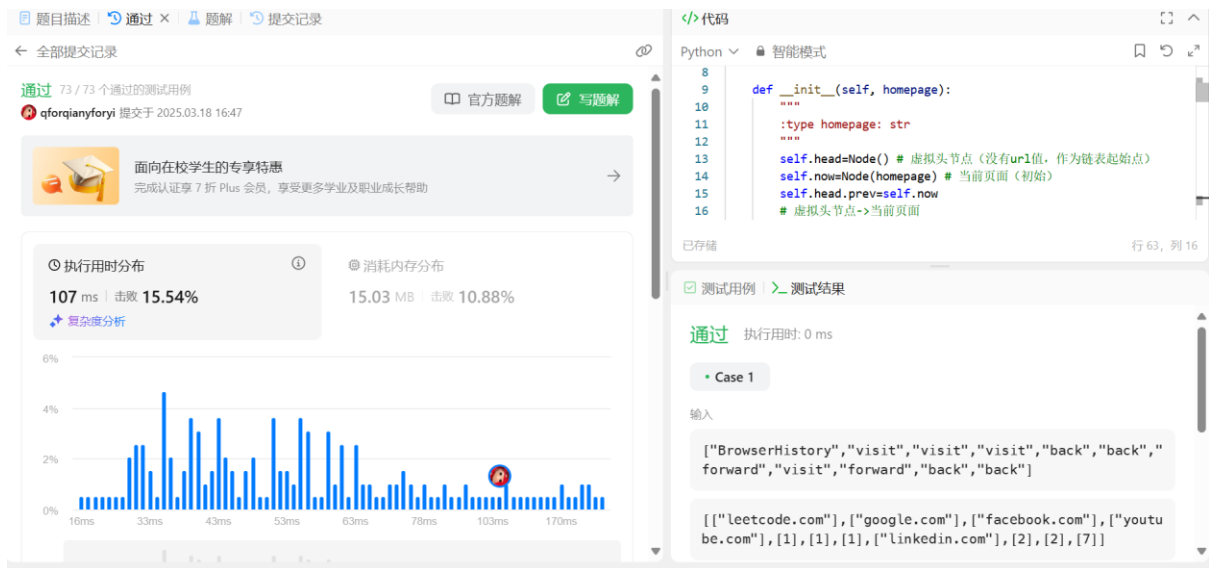 题目描述 通过 题解 提交记录
全部提交记录
通过 73 / 73 个通过的测试用例
qforqianyforyi 提交于 2025.03.18 16:47
官方题解
写题解
面向在校学生的专享特惠
完成认证享 7 折 Plus 会员，享受更多学业及职业成长帮助
执行用时分布
107 ms 击败 15.54%
复杂度分析
消耗内存分布
15.03 MB 击败 10.88%
6%
4%
2%
0%
16ms 33ms 43ms 53ms 63ms 78ms 103ms 170ms
</>代码
Python 智能模式
8
9 def __init__(self, homepage):
10 """
11 :type homepage: str
12 """
13 self.head=Node() # 虚拟头节点（没有url值，作为链表起始点）
14 self.now=Node(homepage) # 当前页面（初始）
15 self.head.prev=self.now
16 # 虚拟头节点->当前页面
已存储 行 63，列 16
测试用例 >_ 测试结果
通过 执行用时: 0 ms
• Case 1
输入
["BrowserHistory","visit","visit","visit","back","back","
forward","visit","forward","back","back"]
[["leetcode.com"],["google.com"],["facebook.com"],["youtu
be.com"],[1],[1],[1],["linkedin.com"],[2],[2],[7]]